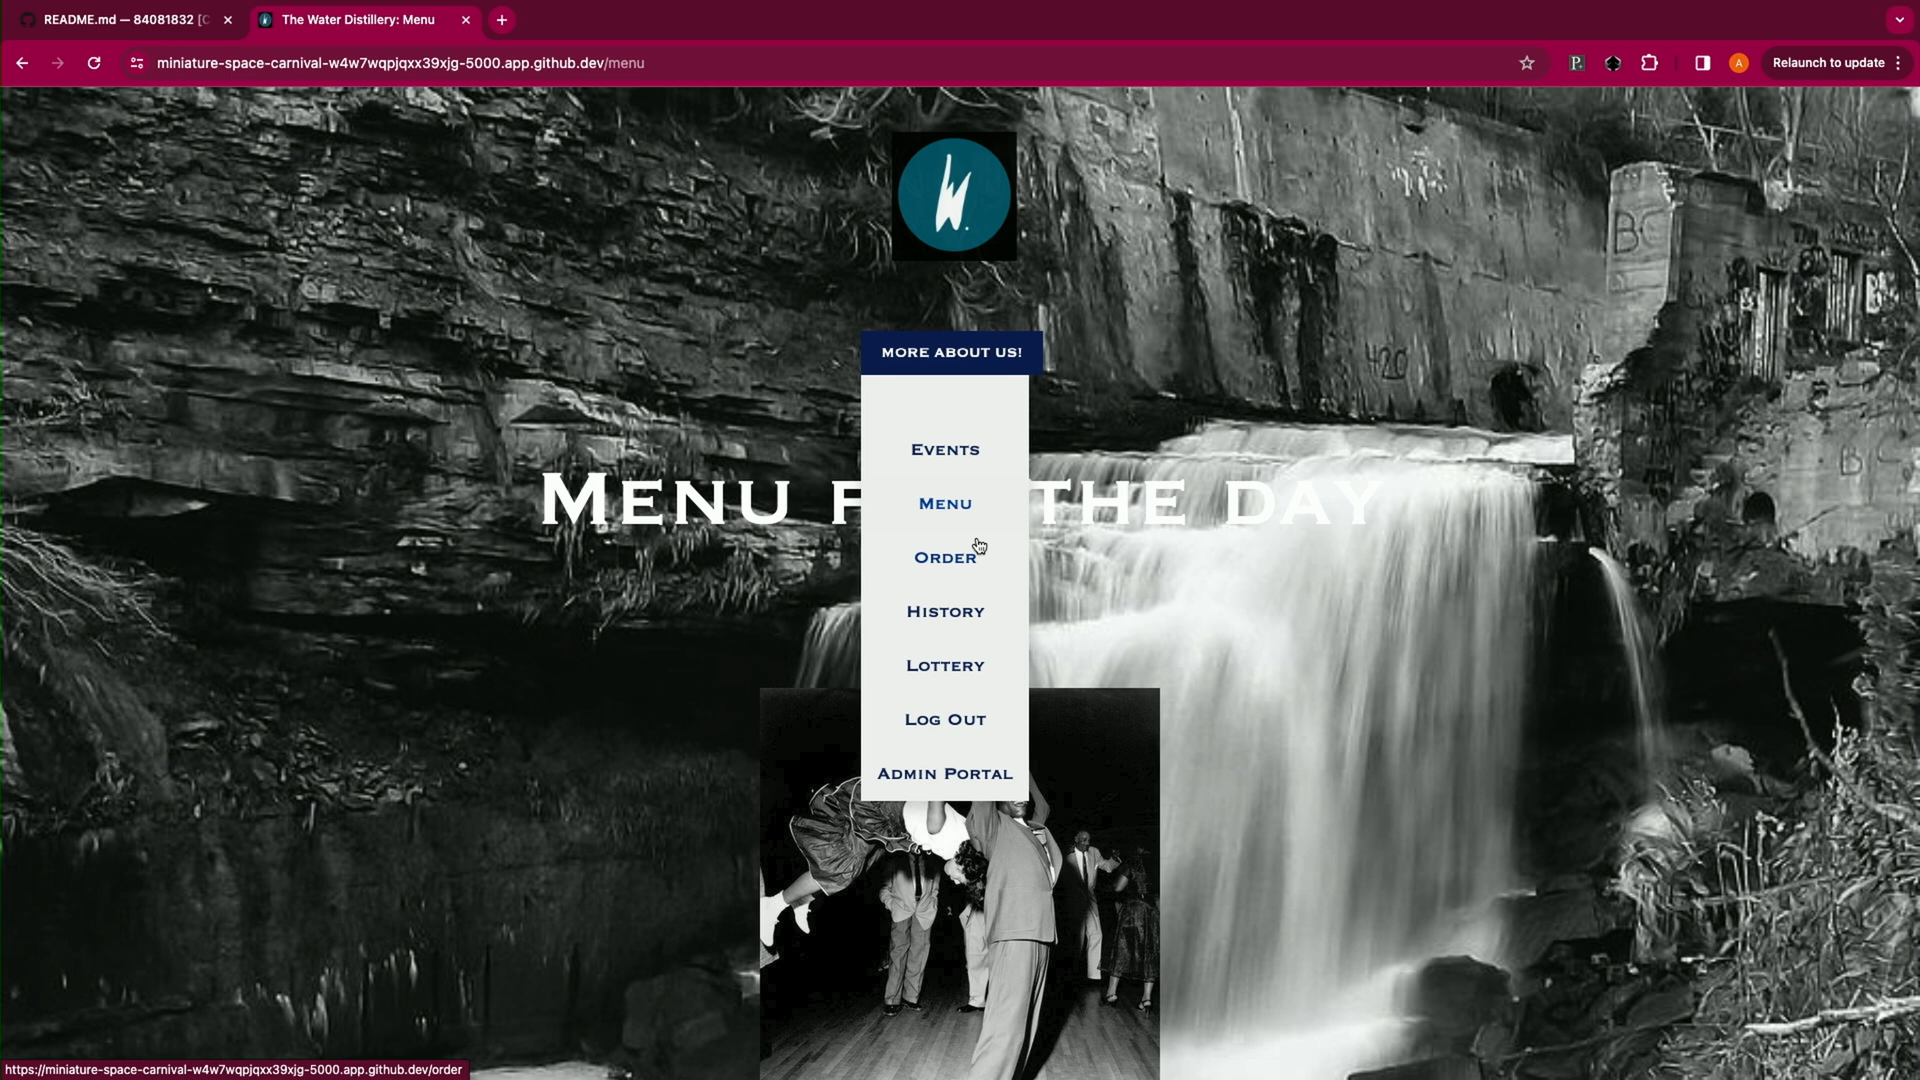 README.md — 84081832 [C
The Water Distillery: Menu
miniature-space-carnival-w4w7wqpjqxx39xjg-5000.app.github.dev/menu
A
Relaunch to update
W.
MORE ABOUT US!
Events
Menu F the day
Menu
Order
History
Lottery
Log Out
Admin Portal
BC
420
https://miniature-space-carnival-w4w7wqpjqxx39xjg-5000.app.github.dev/order